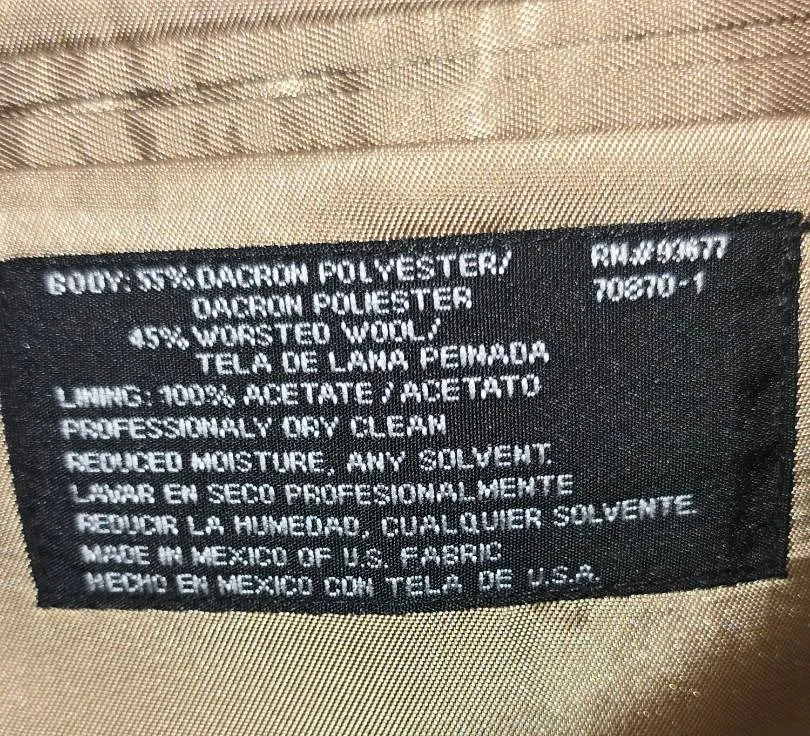 BODY: 55% DACRON POLYESTER/
DACRON POLIESTER
45% WORSTED WOOL/
TELA DE LANA PEINADA
LINING: 100% ACETATE / ACETATO
PROFESSIONALY DRY CLEAN
REDUCED MOISTURE, ANY SOLVENT.
LAVAR EN SECO PROFESIONALMENTE
REDUCIR LA HUMEDAD, CUALQUIER SOLVENTE.
MADE IN MEXICO OF U.S. FABRIC
HECHO EN MEXICO CON TELA DE U.S.A.
RN#93677
70870-1